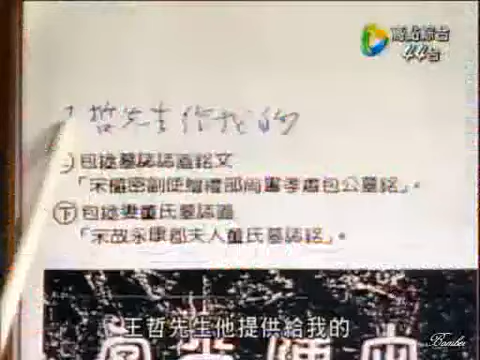 高點綜合
44台
哲先生給我的
包拯墓誌蓋銘文
「宋樞密副使贈禮部尚書孝肅包公墓銘」。
下 包拯妻董氏墓誌蓋
「宋故永康郡夫人董氏墓誌銘」。
王哲先生他提供給我的
Bamber